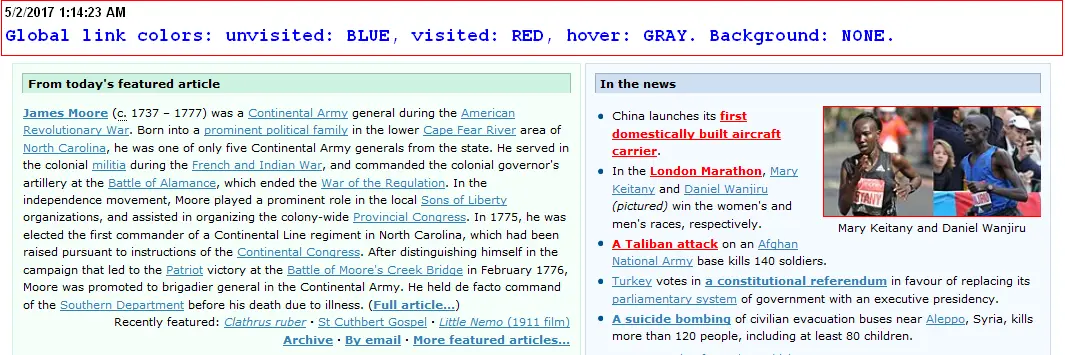 5/2/2017 1:14:23 AM
Global link colors: unvisited: BLUE, visited: RED, hover: GRAY. Background: NONE.
From today's featured article
James Moore (c. 1737 – 1777) was a Continental Army general during the American
Revolutionary War. Born into a prominent political family in the lower Cape Fear River area of
North Carolina, he was one of only five Continental Army generals from the state. He served in
the colonial militia during the French and Indian War, and commanded the colonial governor's
artillery at the Battle of Alamance, which ended the War of the Regulation. In the
independence movement, Moore played a prominent role in the local Sons of Liberty
organizations, and assisted in organizing the colony-wide Provincial Congress. In 1775, he was
elected the first commander of a Continental Line regiment in North Carolina, which had been
raised pursuant to instructions of the Continental Congress. After distinguishing himself in the
campaign that led to the Patriot victory at the Battle of Moore's Creek Bridge in February 1776,
Moore was promoted to brigadier general in the Continental Army. He held de facto command
of the Southern Department before his death due to illness. (Full article...)
Recently featured: Clathrus ruber · St Cuthbert Gospel · Little Nemo (1911 film)
Archive · By email · More featured articles...
In the news
• China launches its first
domestically built aircraft
carrier.
• In the London Marathon, Mary
Keitany and Daniel Wanjiru
(pictured) win the women's and
men's races, respectively.
Mary Keitany and Daniel Wanjiru
• A Taliban attack on an Afghan
National Army base kills 140 soldiers.
• Turkey votes in a constitutional referendum in favour of replacing its
parliamentary system of government with an executive presidency.
• A suicide bombing of civilian evacuation buses near Aleppo, Syria, kills
more than 120 people, including at least 80 children.